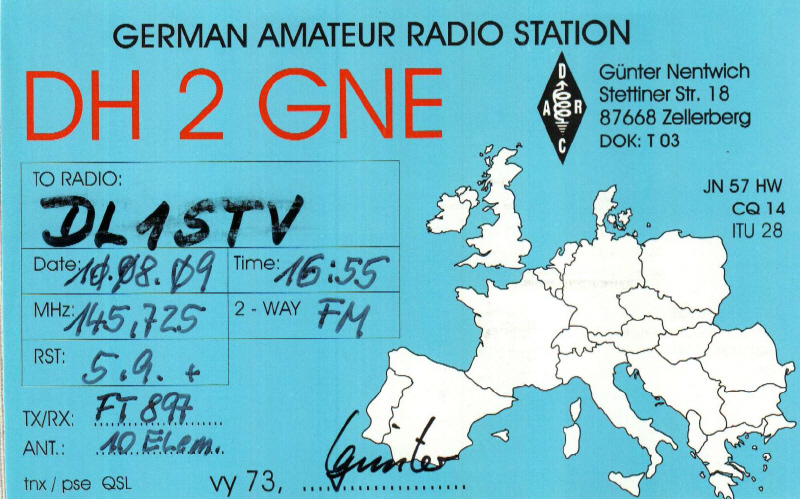 GERMAN AMATEUR RADIO STATION
DH 2 GNE
D
A R
C
Günter Nentwich
Stettiner Str. 18
87668 Zellerberg
DOK: T 03
JN 57 HW
CQ 14
ITU 28
TO RADIO:
DL1STV
Date: 10.08.09 Time: 16:55
MHz: 145,725 2 - WAY FM
RST: 5.9. +
TX/RX: FT 897
ANT.: 10 Elem.
tnx / pse QSL vy 73, Günter